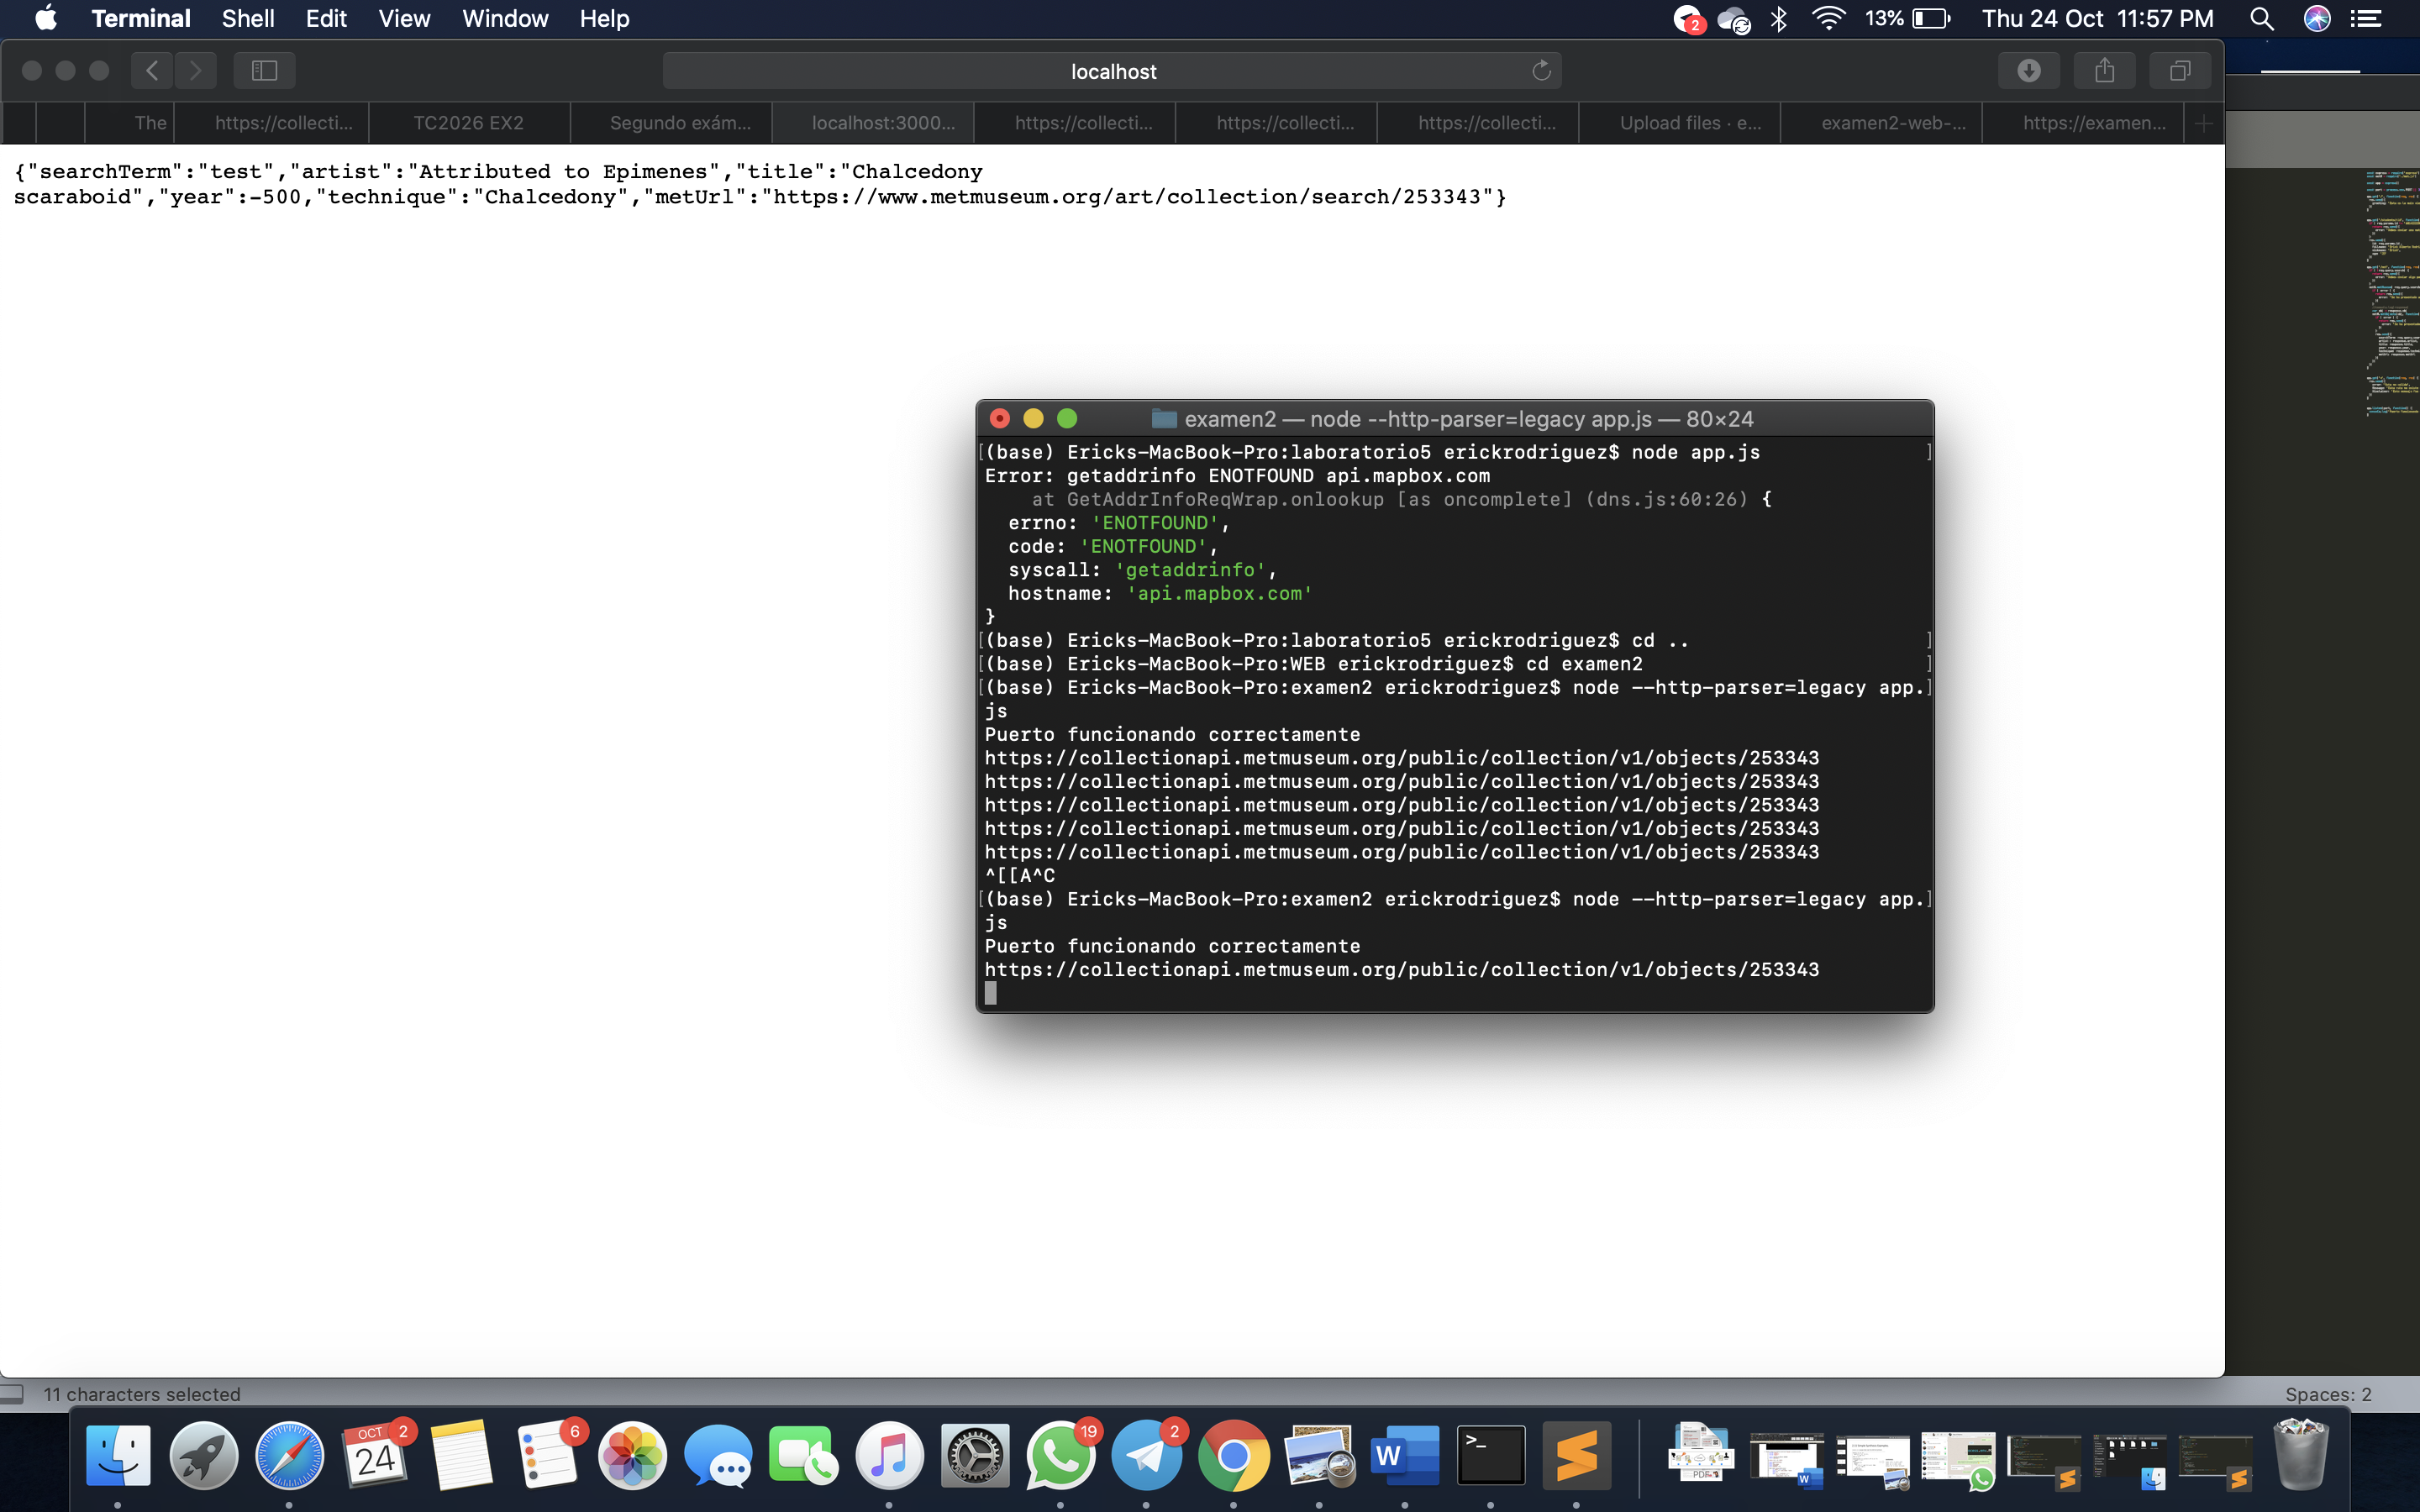 Terminal Shell Edit View Window Help
2 13% Thu 24 Oct 11:57 PM
localhost
The https://collecti... TC2026 EX2 Segundo exám... localhost:3000... https://collecti... https://collecti... https://collecti... Upload files · e... examen2-web-... https://examen...
{"searchTerm":"test","artist":"Attributed to Epimenes","title":"Chalcedony
scaraboid","year":-500,"technique":"Chalcedony","metUrl":"https://www.metmuseum.org/art/collection/search/253343"}
examen2 — node --http-parser=legacy app.js — 80×24
[(base) Ericks-MacBook-Pro:laboratorio5 erickrodriguez$ node app.js ]
Error: getaddrinfo ENOTFOUND api.mapbox.com
at GetAddrInfoReqWrap.onlookup [as oncomplete] (dns.js:60:26) {
errno: 'ENOTFOUND',
code: 'ENOTFOUND',
syscall: 'getaddrinfo',
hostname: 'api.mapbox.com'
}
[(base) Ericks-MacBook-Pro:laboratorio5 erickrodriguez$ cd .. ]
[(base) Ericks-MacBook-Pro:WEB erickrodriguez$ cd examen2 ]
[(base) Ericks-MacBook-Pro:examen2 erickrodriguez$ node --http-parser=legacy app.]
js
Puerto funcionando correctamente
https://collectionapi.metmuseum.org/public/collection/v1/objects/253343
https://collectionapi.metmuseum.org/public/collection/v1/objects/253343
https://collectionapi.metmuseum.org/public/collection/v1/objects/253343
https://collectionapi.metmuseum.org/public/collection/v1/objects/253343
https://collectionapi.metmuseum.org/public/collection/v1/objects/253343
^[[A^C
[(base) Ericks-MacBook-Pro:examen2 erickrodriguez$ node --http-parser=legacy app.]
js
Puerto funcionando correctamente
https://collectionapi.metmuseum.org/public/collection/v1/objects/253343
11 characters selected Spaces: 2
OCT 24 2 6 19 2 W >_ PDF